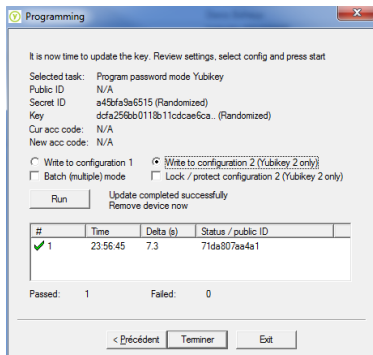 Programming
It is now time to update the key. Review settings, select config and press start
Selected task: Program password mode Yubikey
Public ID N/A
Secret ID a45bfa9a6515 (Randomized)
Key dcfa256bb0118b11cdcae6ca.. (Randomized)
Cur acc code: N/A
New acc code: N/A
Write to configuration 1 Write to configuration 2 (Yubikey 2 only)
Batch (multiple) mode Lock / protect configuration 2 (Yubikey 2 only)
Run Update completed successfully
Remove device now
# Time Delta (s) Status / public ID
1 23:56:45 7.3 71da807aa4a1
Passed: 1 Failed: 0
< Précédent Terminer Exit